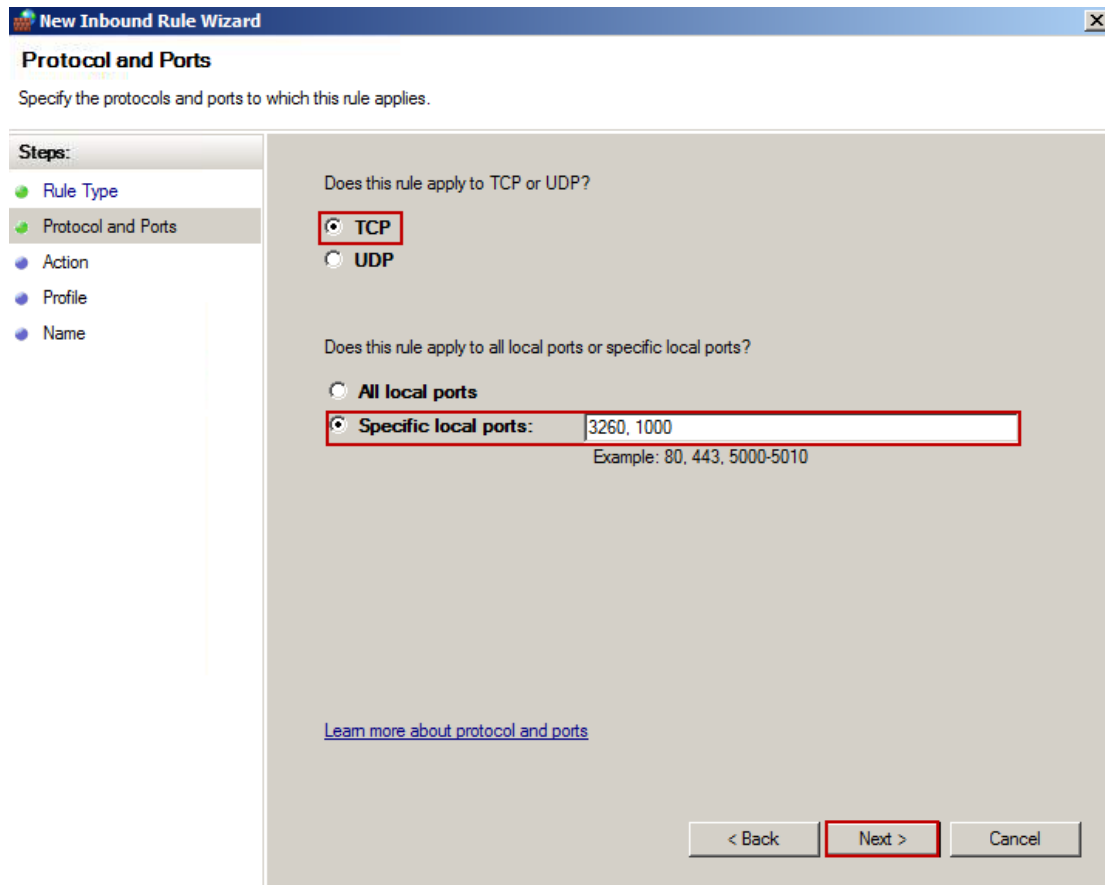 New Inbound Rule Wizard
Protocol and Ports
Specify the protocols and ports to which this rule applies.
Steps:
Rule Type
Protocol and Ports
Action
Profile
Name
Does this rule apply to TCP or UDP?
TCP
UDP
Does this rule apply to all local ports or specific local ports?
All local ports
Specific local ports: 3260, 1000
Example: 80, 443, 5000-5010
Learn more about protocol and ports
< Back Next > Cancel